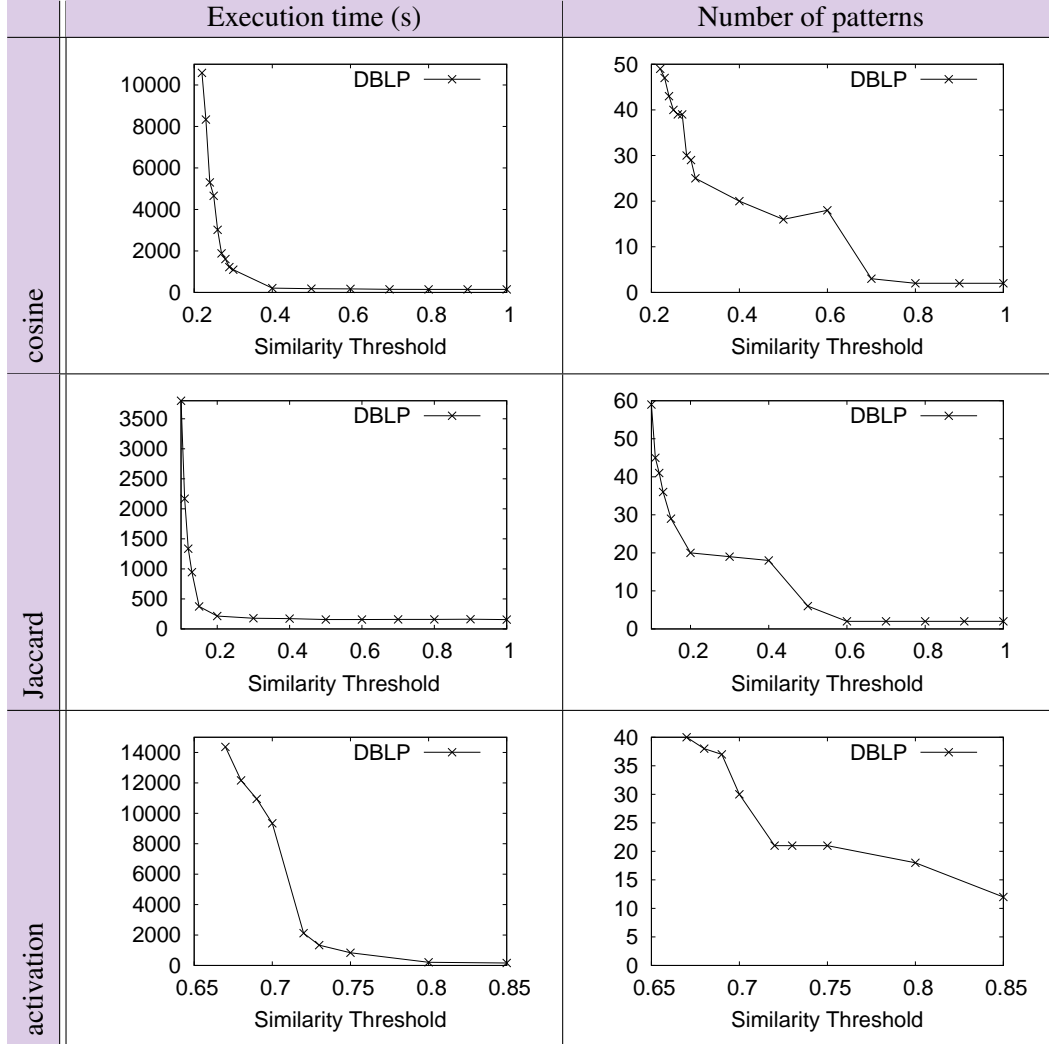 Execution time (s)
Number of patterns
cosine
DBLP
10000
8000
6000
4000
2000
0
0.2 0.4 0.6 0.8 1
Similarity Threshold
DBLP
50
40
30
20
10
0
0.2 0.4 0.6 0.8 1
Similarity Threshold
Jaccard
DBLP
3500
3000
2500
2000
1500
1000
500
0
0.2 0.4 0.6 0.8 1
Similarity Threshold
DBLP
60
50
40
30
20
10
0
0.2 0.4 0.6 0.8 1
Similarity Threshold
activation
DBLP
14000
12000
10000
8000
6000
4000
2000
0
0.65 0.7 0.75 0.8 0.85
Similarity Threshold
DBLP
40
35
30
25
20
15
10
5
0
0.65 0.7 0.75 0.8 0.85
Similarity Threshold